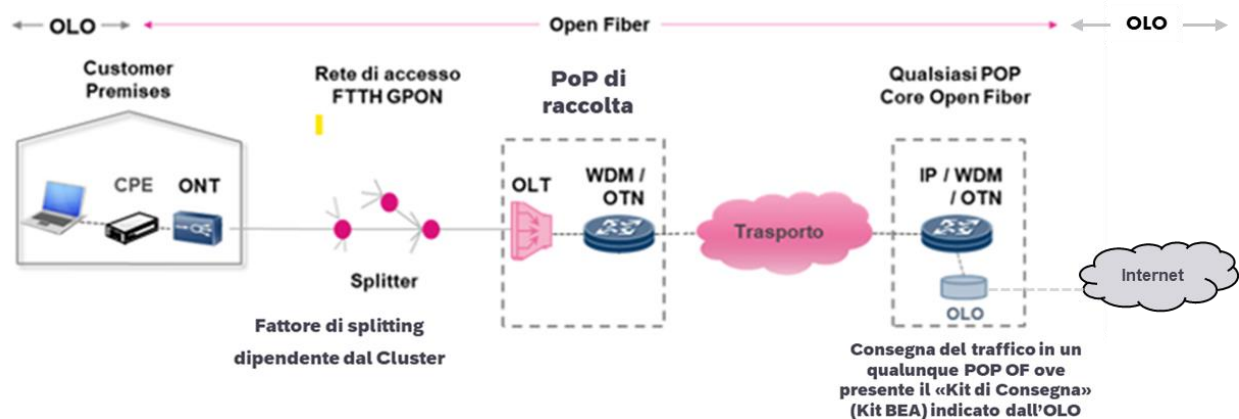 OLO
Open Fiber
OLO
Customer
Premises
Rete di accesso
FTTH GPON
PoP di
raccolta
Qualsiasi POP
Core Open Fiber
CPE
ONT
OLT
WDM /
OTN
Trasporto
IP / WDM
/ OTN
Splitter
OLO
Internet
Fattore di splitting
dipendente dal Cluster
Consegna del traffico in un
qualunque POP OF ove
presente il «Kit di Consegna»
(Kit BEA) indicato dall'OLO